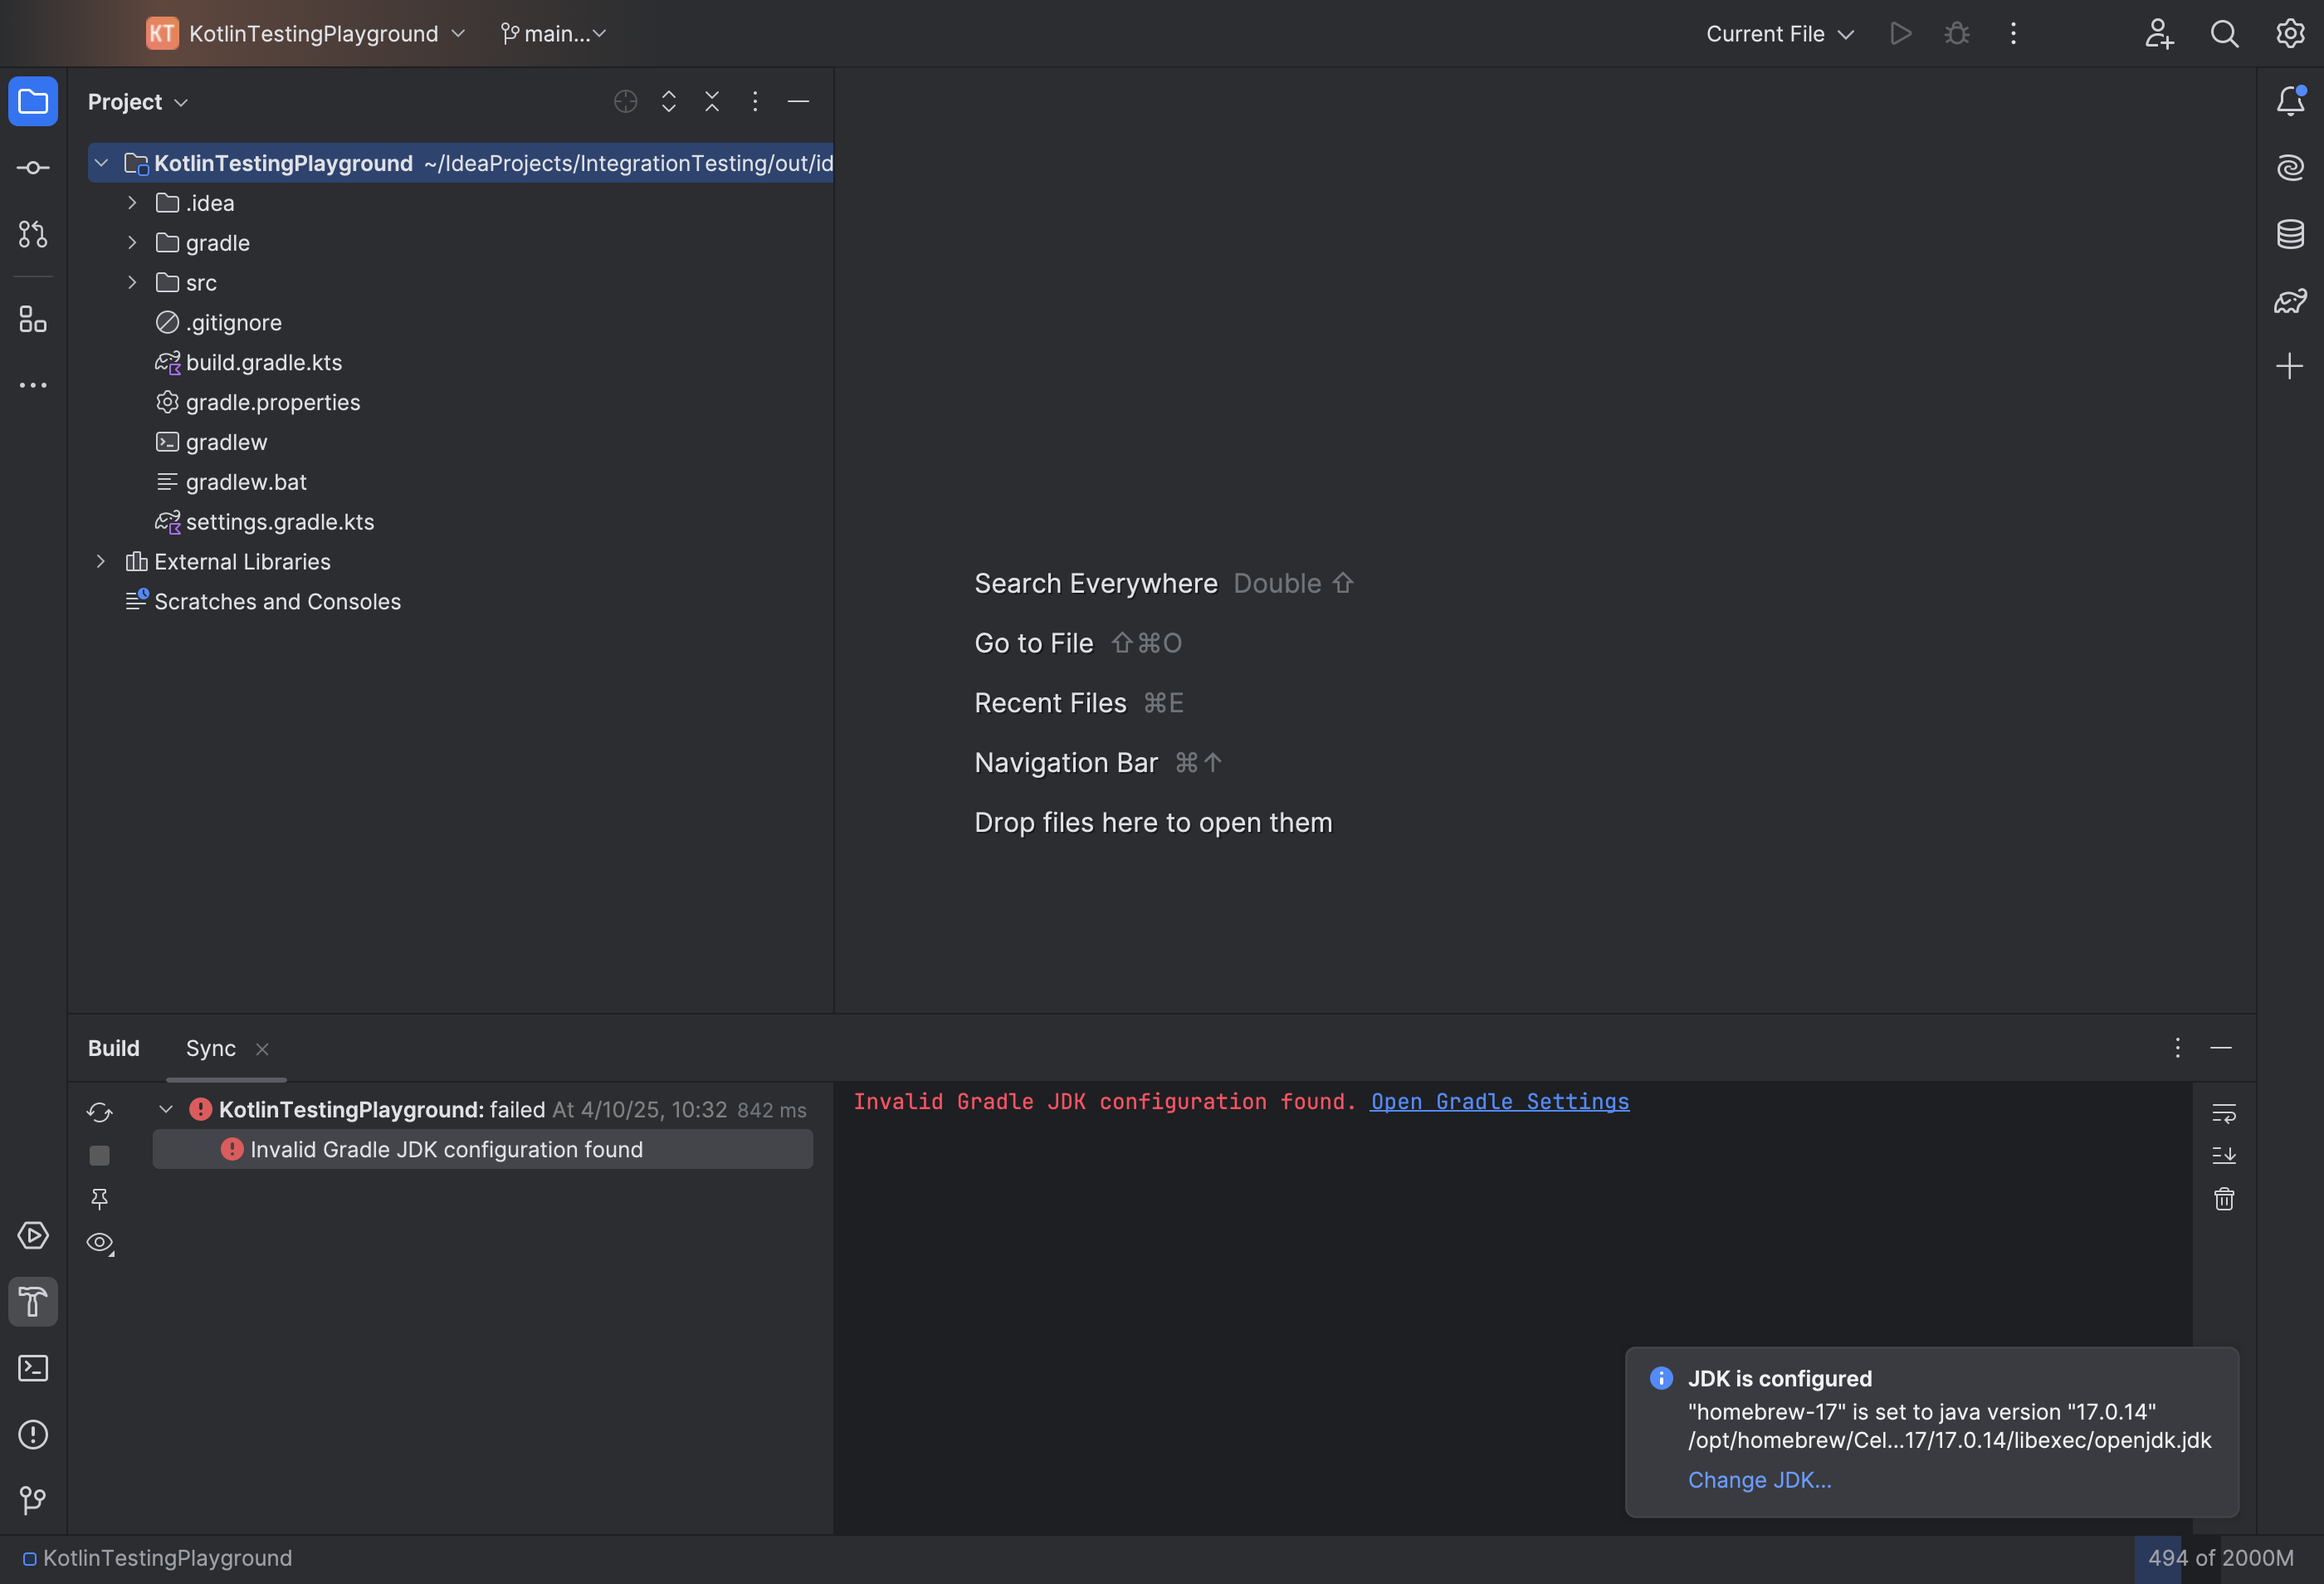 KT KotlinTestingPlayground main... Current File
Project
KotlinTestingPlayground ~/IdeaProjects/IntegrationTesting/out/id
.idea
gradle
src
.gitignore
build.gradle.kts
gradle.properties
gradlew
gradlew.bat
settings.gradle.kts
External Libraries
Scratches and Consoles
Search Everywhere Double ⇧
Go to File ⇧⌘O
Recent Files ⌘E
Navigation Bar ⌘↑
Drop files here to open them
Build Sync
KotlinTestingPlayground: failed At 4/10/25, 10:32 842 ms
Invalid Gradle JDK configuration found
Invalid Gradle JDK configuration found. Open Gradle Settings
JDK is configured
"homebrew-17" is set to java version "17.0.14"
/opt/homebrew/Cel...17/17.0.14/libexec/openjdk.jdk
Change JDK...
KotlinTestingPlayground
494 of 2000M